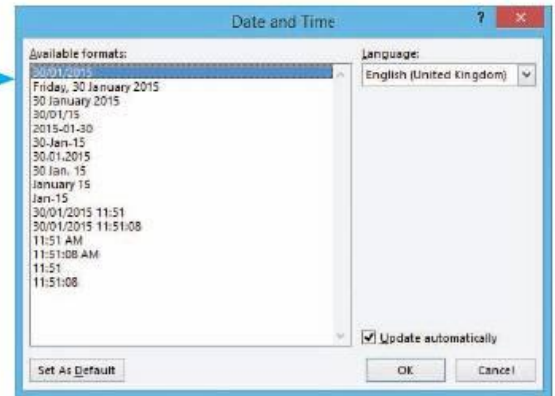 Date and Time
?
Available formats:
30/01/2015
Friday, 30 January 2015
30 January 2015
30/01/15
2015-01-30
30-Jan-15
30.01.2015
30 Jan. 15
January 15
Jan-15
30/01/2015 11:51
30/01/2015 11:51:08
11:51 AM
11:51:08 AM
11:51
11:51:08
Language:
English (United Kingdom)
Update automatically
Set As Default
OK
Cancel